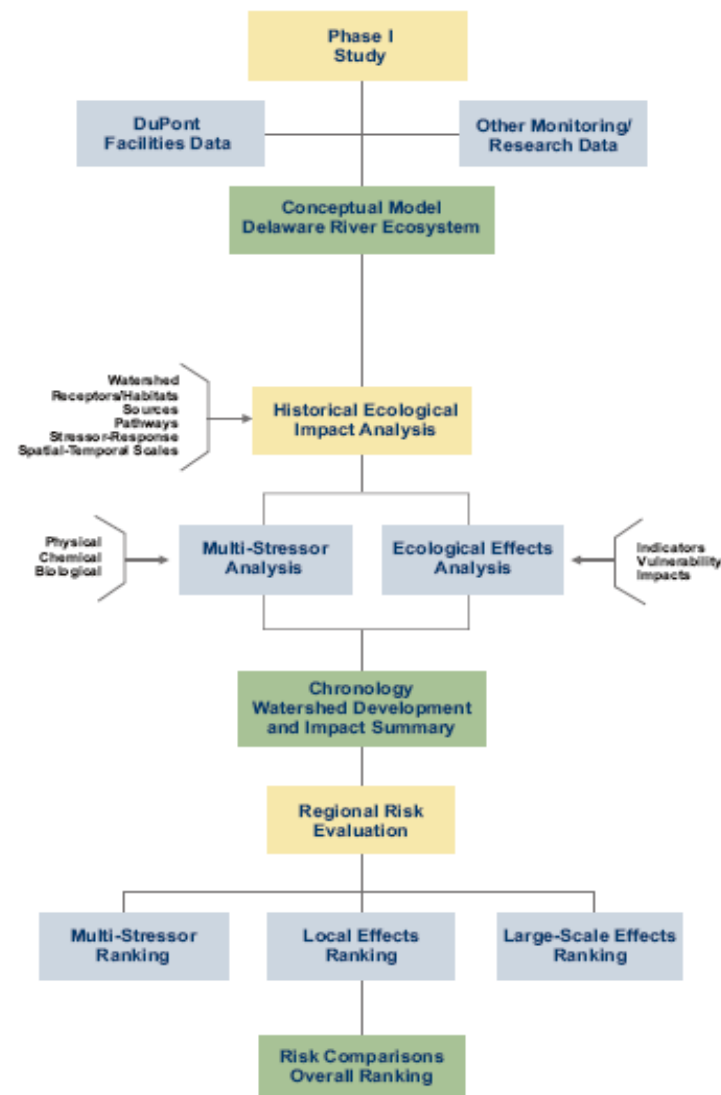 Phase I
Study
DuPont
Facilities Data
Other Monitoring/
Research Data
Conceptual Model
Delaware River Ecosystem
Watershed
Receptors/Habitats
Sources
Pathways
Stressor-Response
Spatial-Temporal Scales
Historical Ecological
Impact Analysis
Physical
Chemical
Biological
Multi-Stressor
Analysis
Ecological Effects
Analysis
Indicators
Vulnerability
Impacts
Chronology
Watershed Development
and Impact Summary
Regional Risk
Evaluation
Multi-Stressor
Ranking
Local Effects
Ranking
Large-Scale Effects
Ranking
Risk Comparisons
Overall Ranking